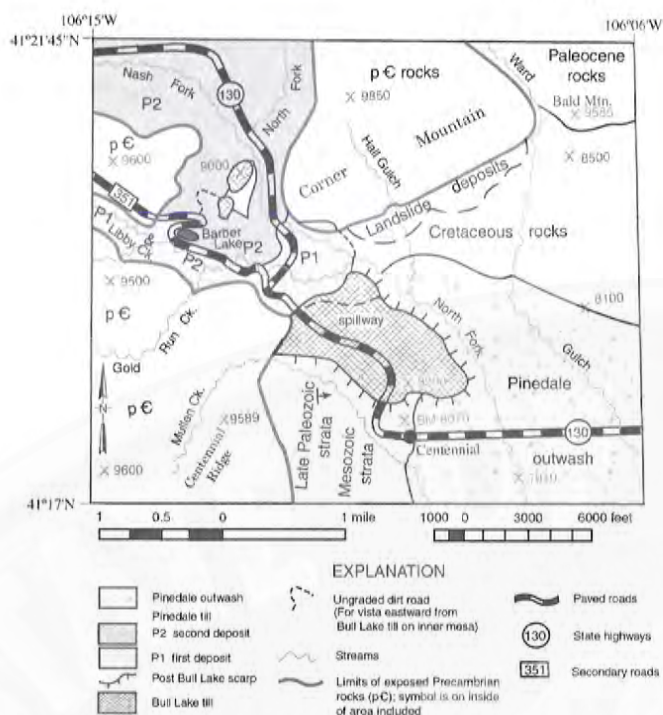 106°15'W
106°06'W
41°21'45"N
41°17'N
p Є rocks
Paleocene
rocks
Bald Mtn.
9585
Ward
Gulch
Nash
Fork
P2
130
North
Fork
9850
Mountain
Corner
Hall Gulch
8500
Landslide deposits
Cretaceous rocks
p Є
9600
9000
351
P1
Libby Ck.
Barber
Lake
P2
P2
P1
9500
p Є
8100
Run Ck.
Gold
spillway
North
Fork
Pinedale
N
p Є
Mullen Ck.
9589
Centennial
Ridge
9600
Late Paleozoic
strata
Mesozoic
strata
BM 8070
Centennial
130
outwash
1 0.5 0 1 mile
1000 0 3000 6000 feet
EXPLANATION
Pinedale outwash
Pinedale till
P2 second deposit
P1 first deposit
Post Bull Lake scarp
Bull Lake till
Ungraded dirt road
(For vista eastward from
Bull Lake till on inner mesa)
Streams
Limits of exposed Precambrian
rocks (pЄ); symbol is on inside
of area included
Paved roads
130 State highways
351 Secondary roads